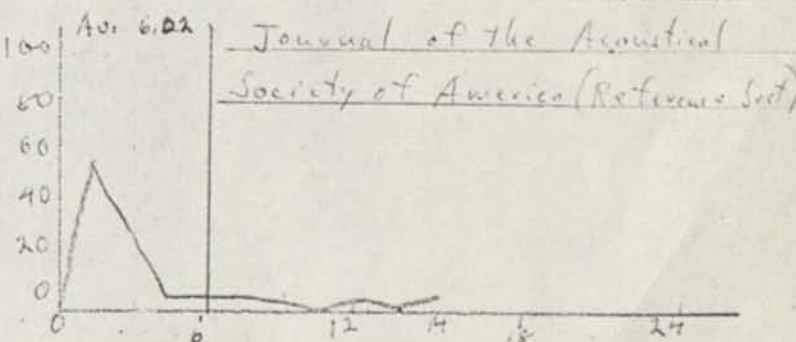 Av. 6.02
Journal of the Acoustical
Society of America (Reference Sect)
100
80
60
40
20
0
0 12 14 18 24